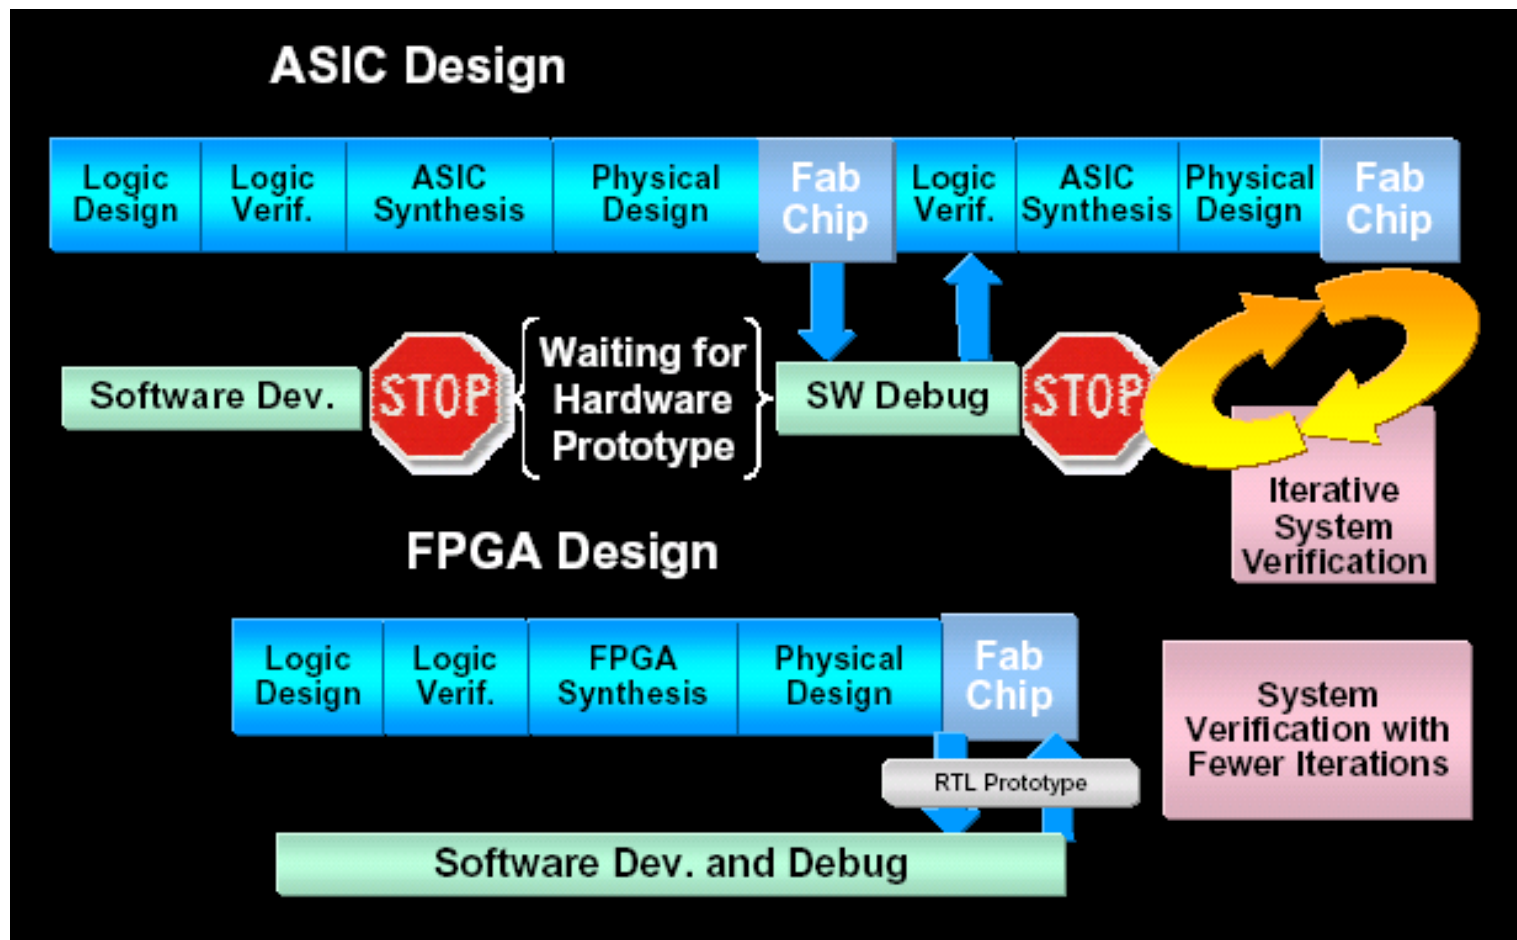 ASIC Design
Logic
Design
Logic
Verif.
ASIC
Synthesis
Physical
Design
Fab
Chip
Logic
Verif.
ASIC
Synthesis
Physical
Design
Fab
Chip
Software Dev.
STOP
Waiting for
Hardware
Prototype
SW Debug
STOP
Iterative
System
Verification
FPGA Design
Logic
Design
Logic
Verif.
FPGA
Synthesis
Physical
Design
Fab
Chip
RTL Prototype
System
Verification with
Fewer Iterations
Software Dev. and Debug